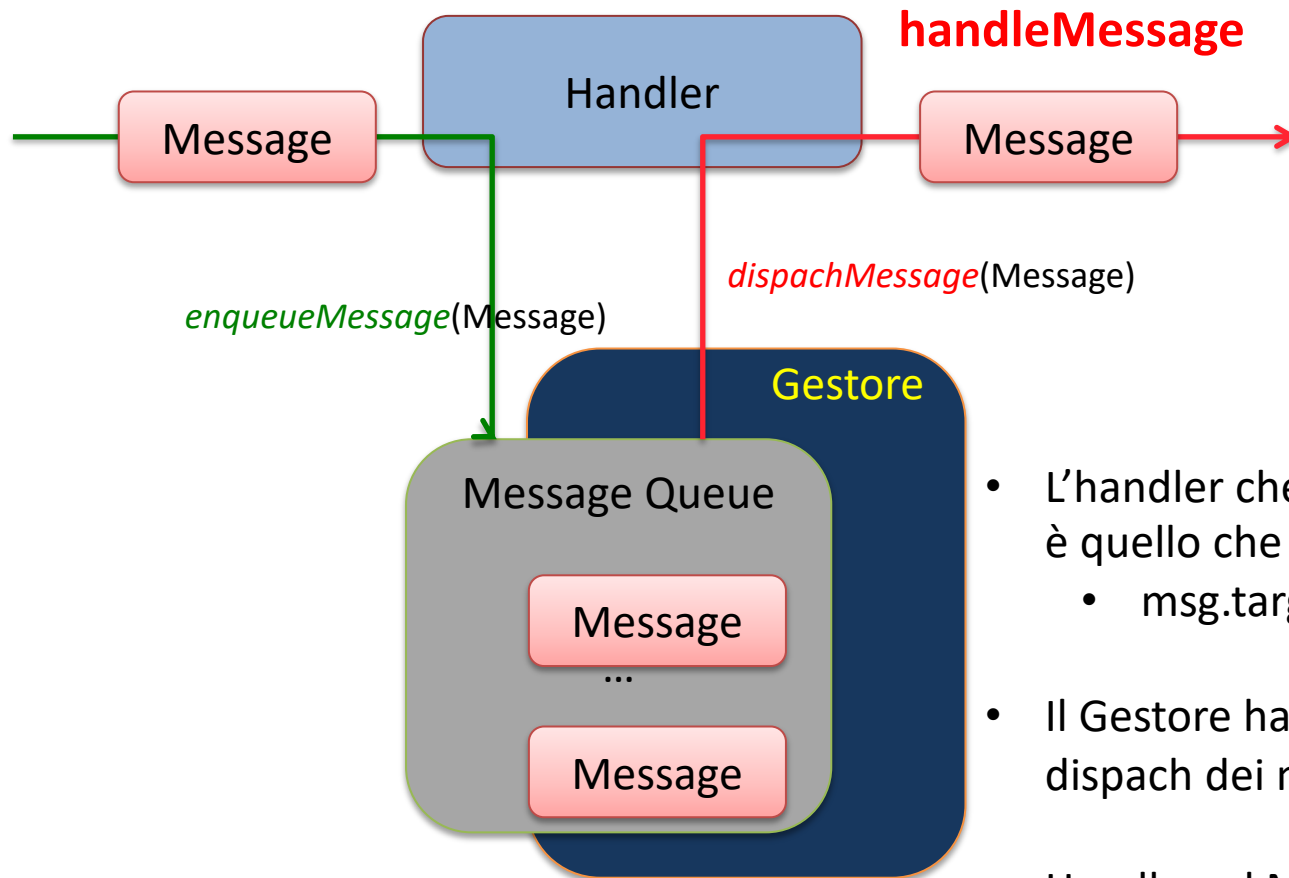 handleMessage
Handler
Message
Message
dispachMessage(Message)
enqueueMessage(Message)
Gestore
Message Queue
Message
...
Message
• L’handler che
è quello che
• msg.targ
• Il Gestore ha
dispach dei